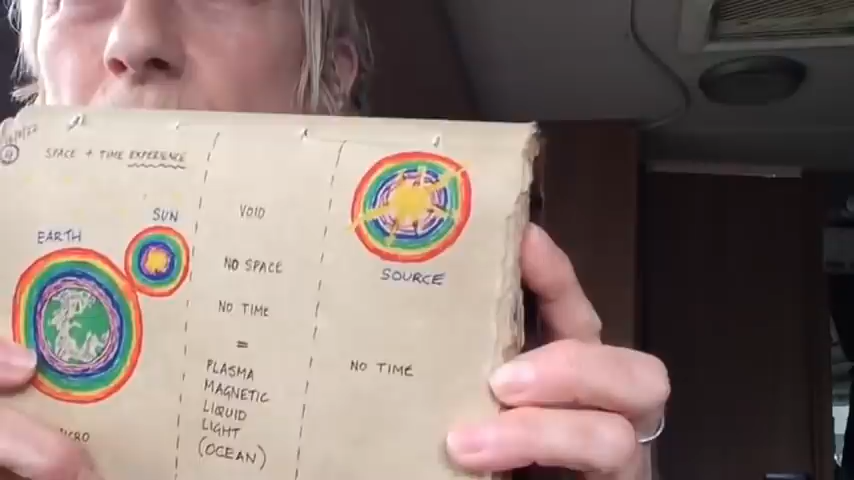 SPACE + TIME EXPERIENCE
EARTH
SUN
VOID
NO SPACE
NO TIME
=
PLASMA
MAGNETIC
LIQUID
LIGHT
(OCEAN)
SOURCE
NO TIME